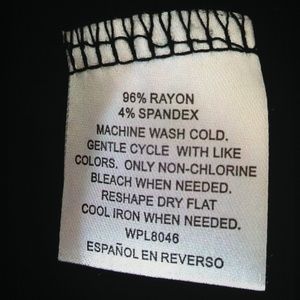 96% RAYON
4% SPANDEX
MACHINE WASH COLD.
GENTLE CYCLE WITH LIKE
COLORS. ONLY NON-CHLORINE
BLEACH WHEN NEEDED.
RESHAPE DRY FLAT
COOL IRON WHEN NEEDED.
WPL8046
ESPAÑOL EN REVERSO